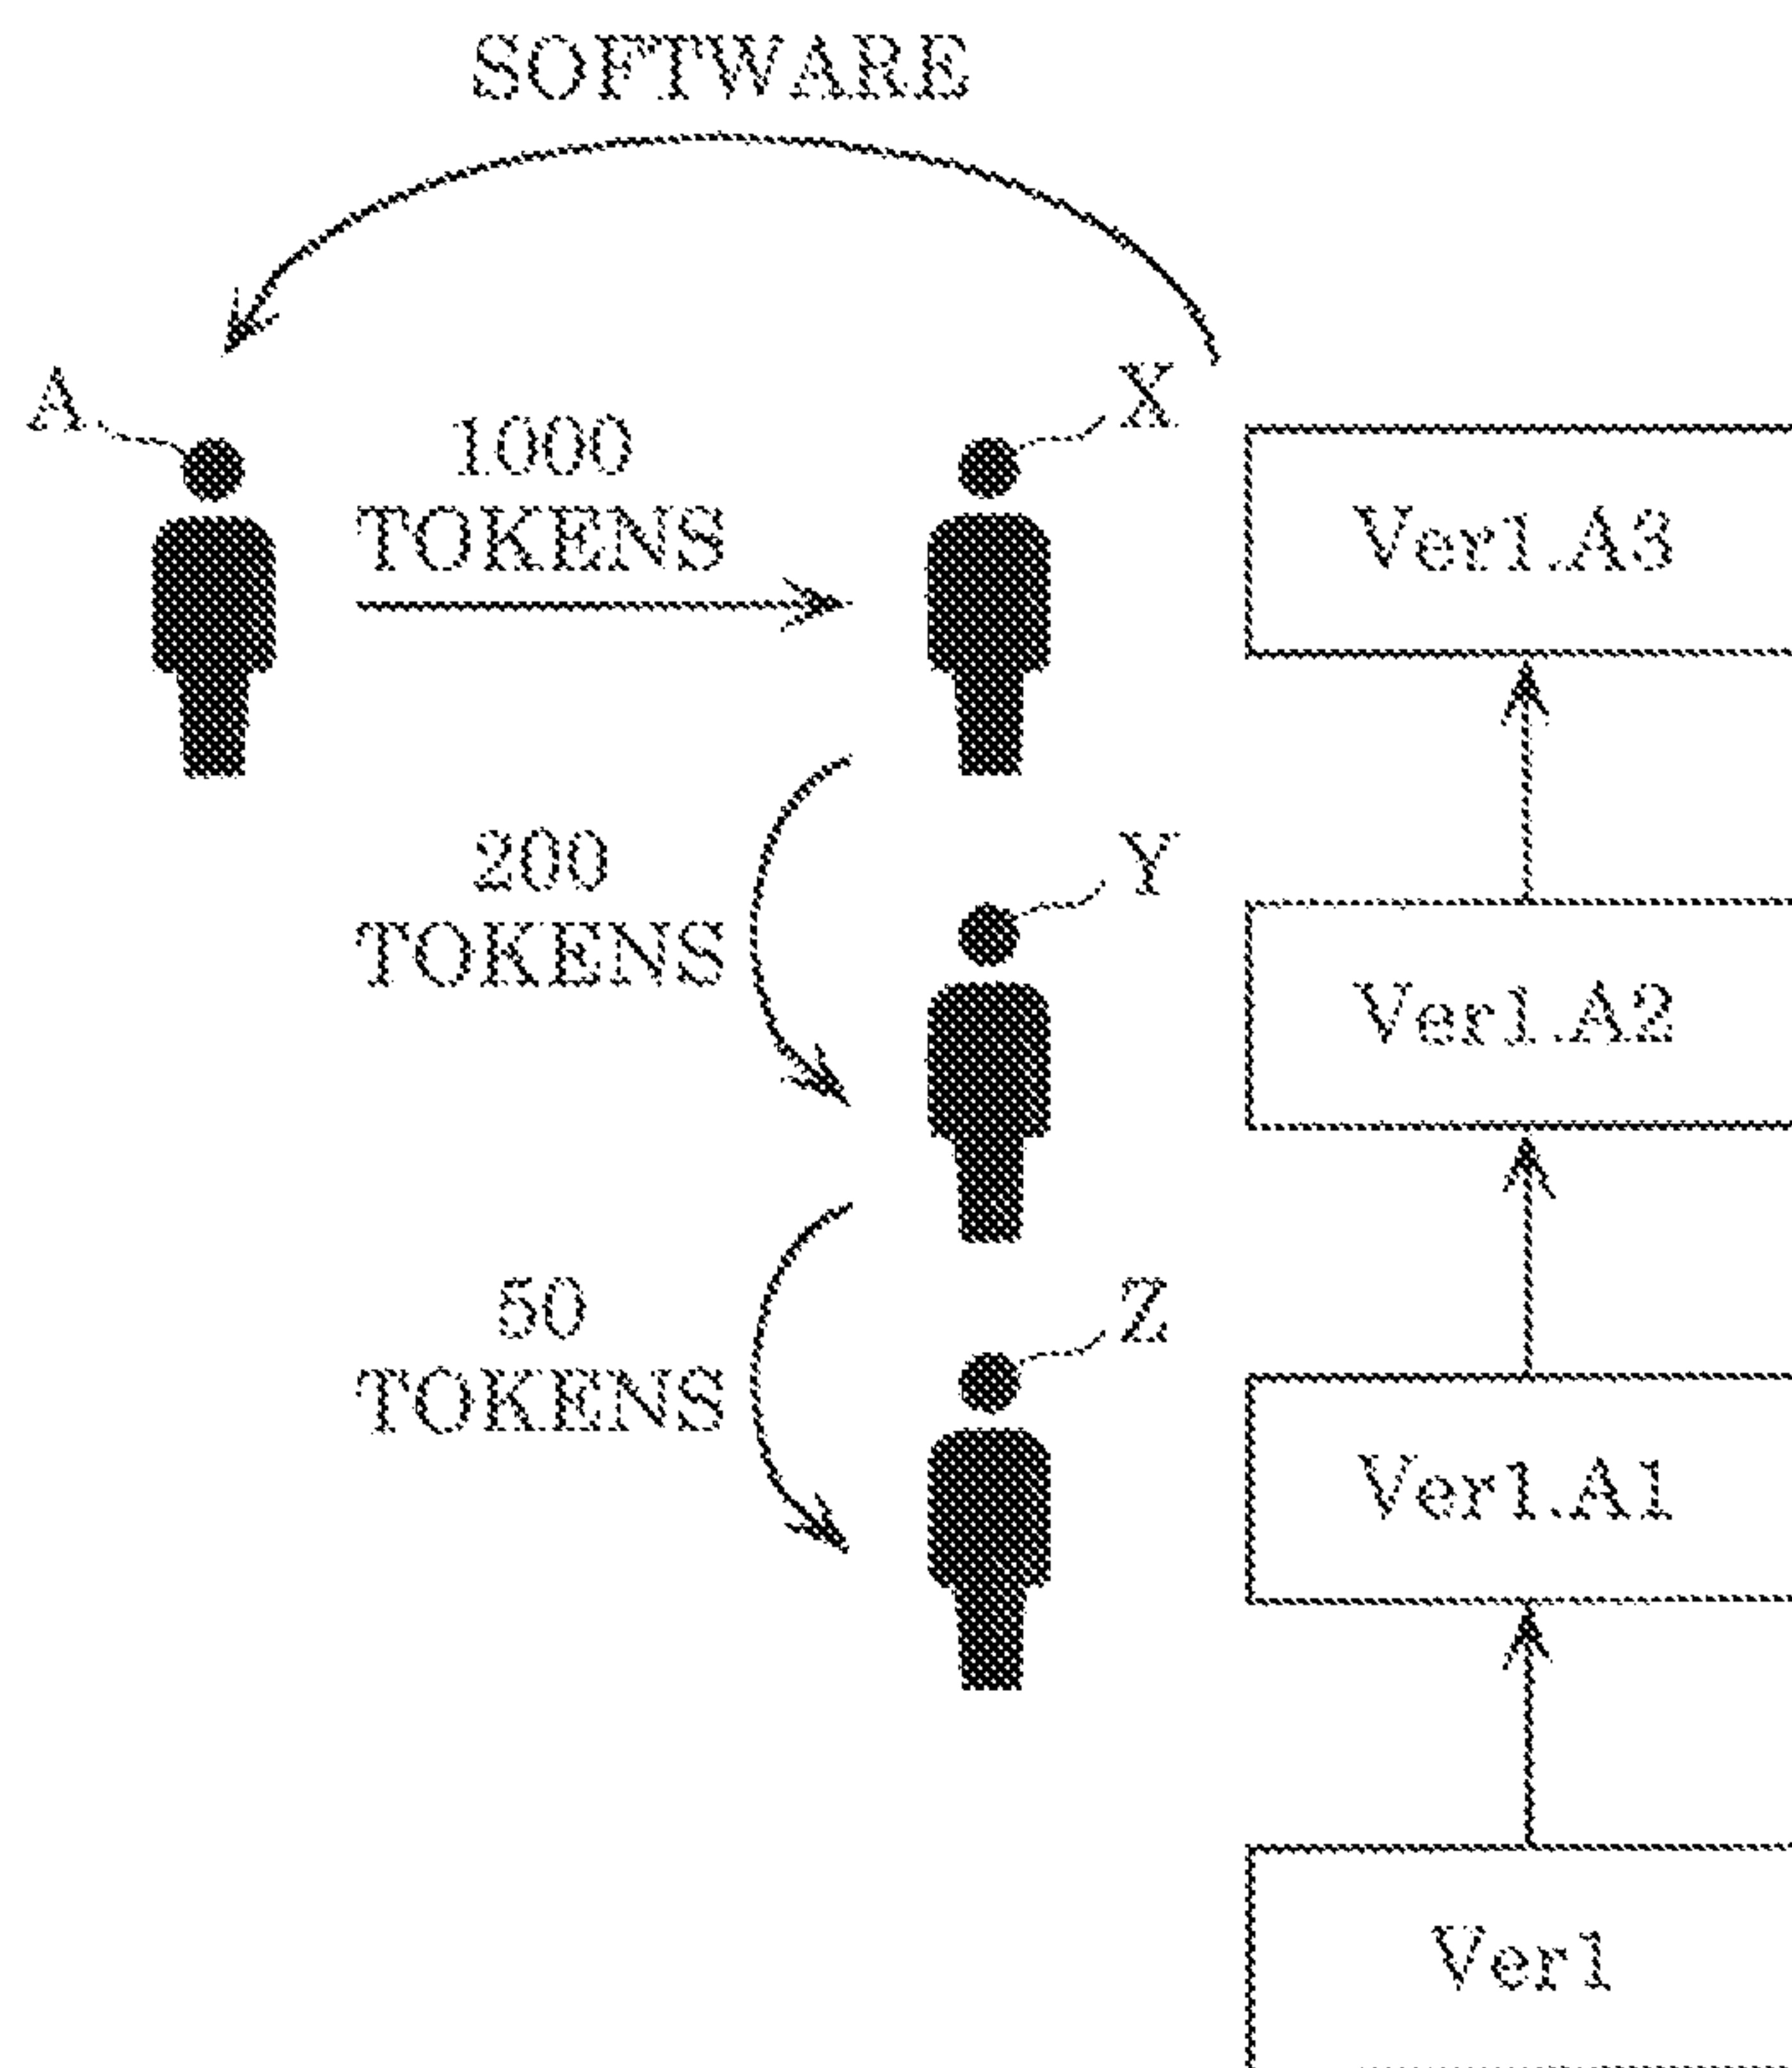 SOFTWARE
A
1000
TOKENS
X
Ver1.A3
200
TOKENS
Y
Ver1.A2
50
TOKENS
Z
Ver1.A1
Ver1